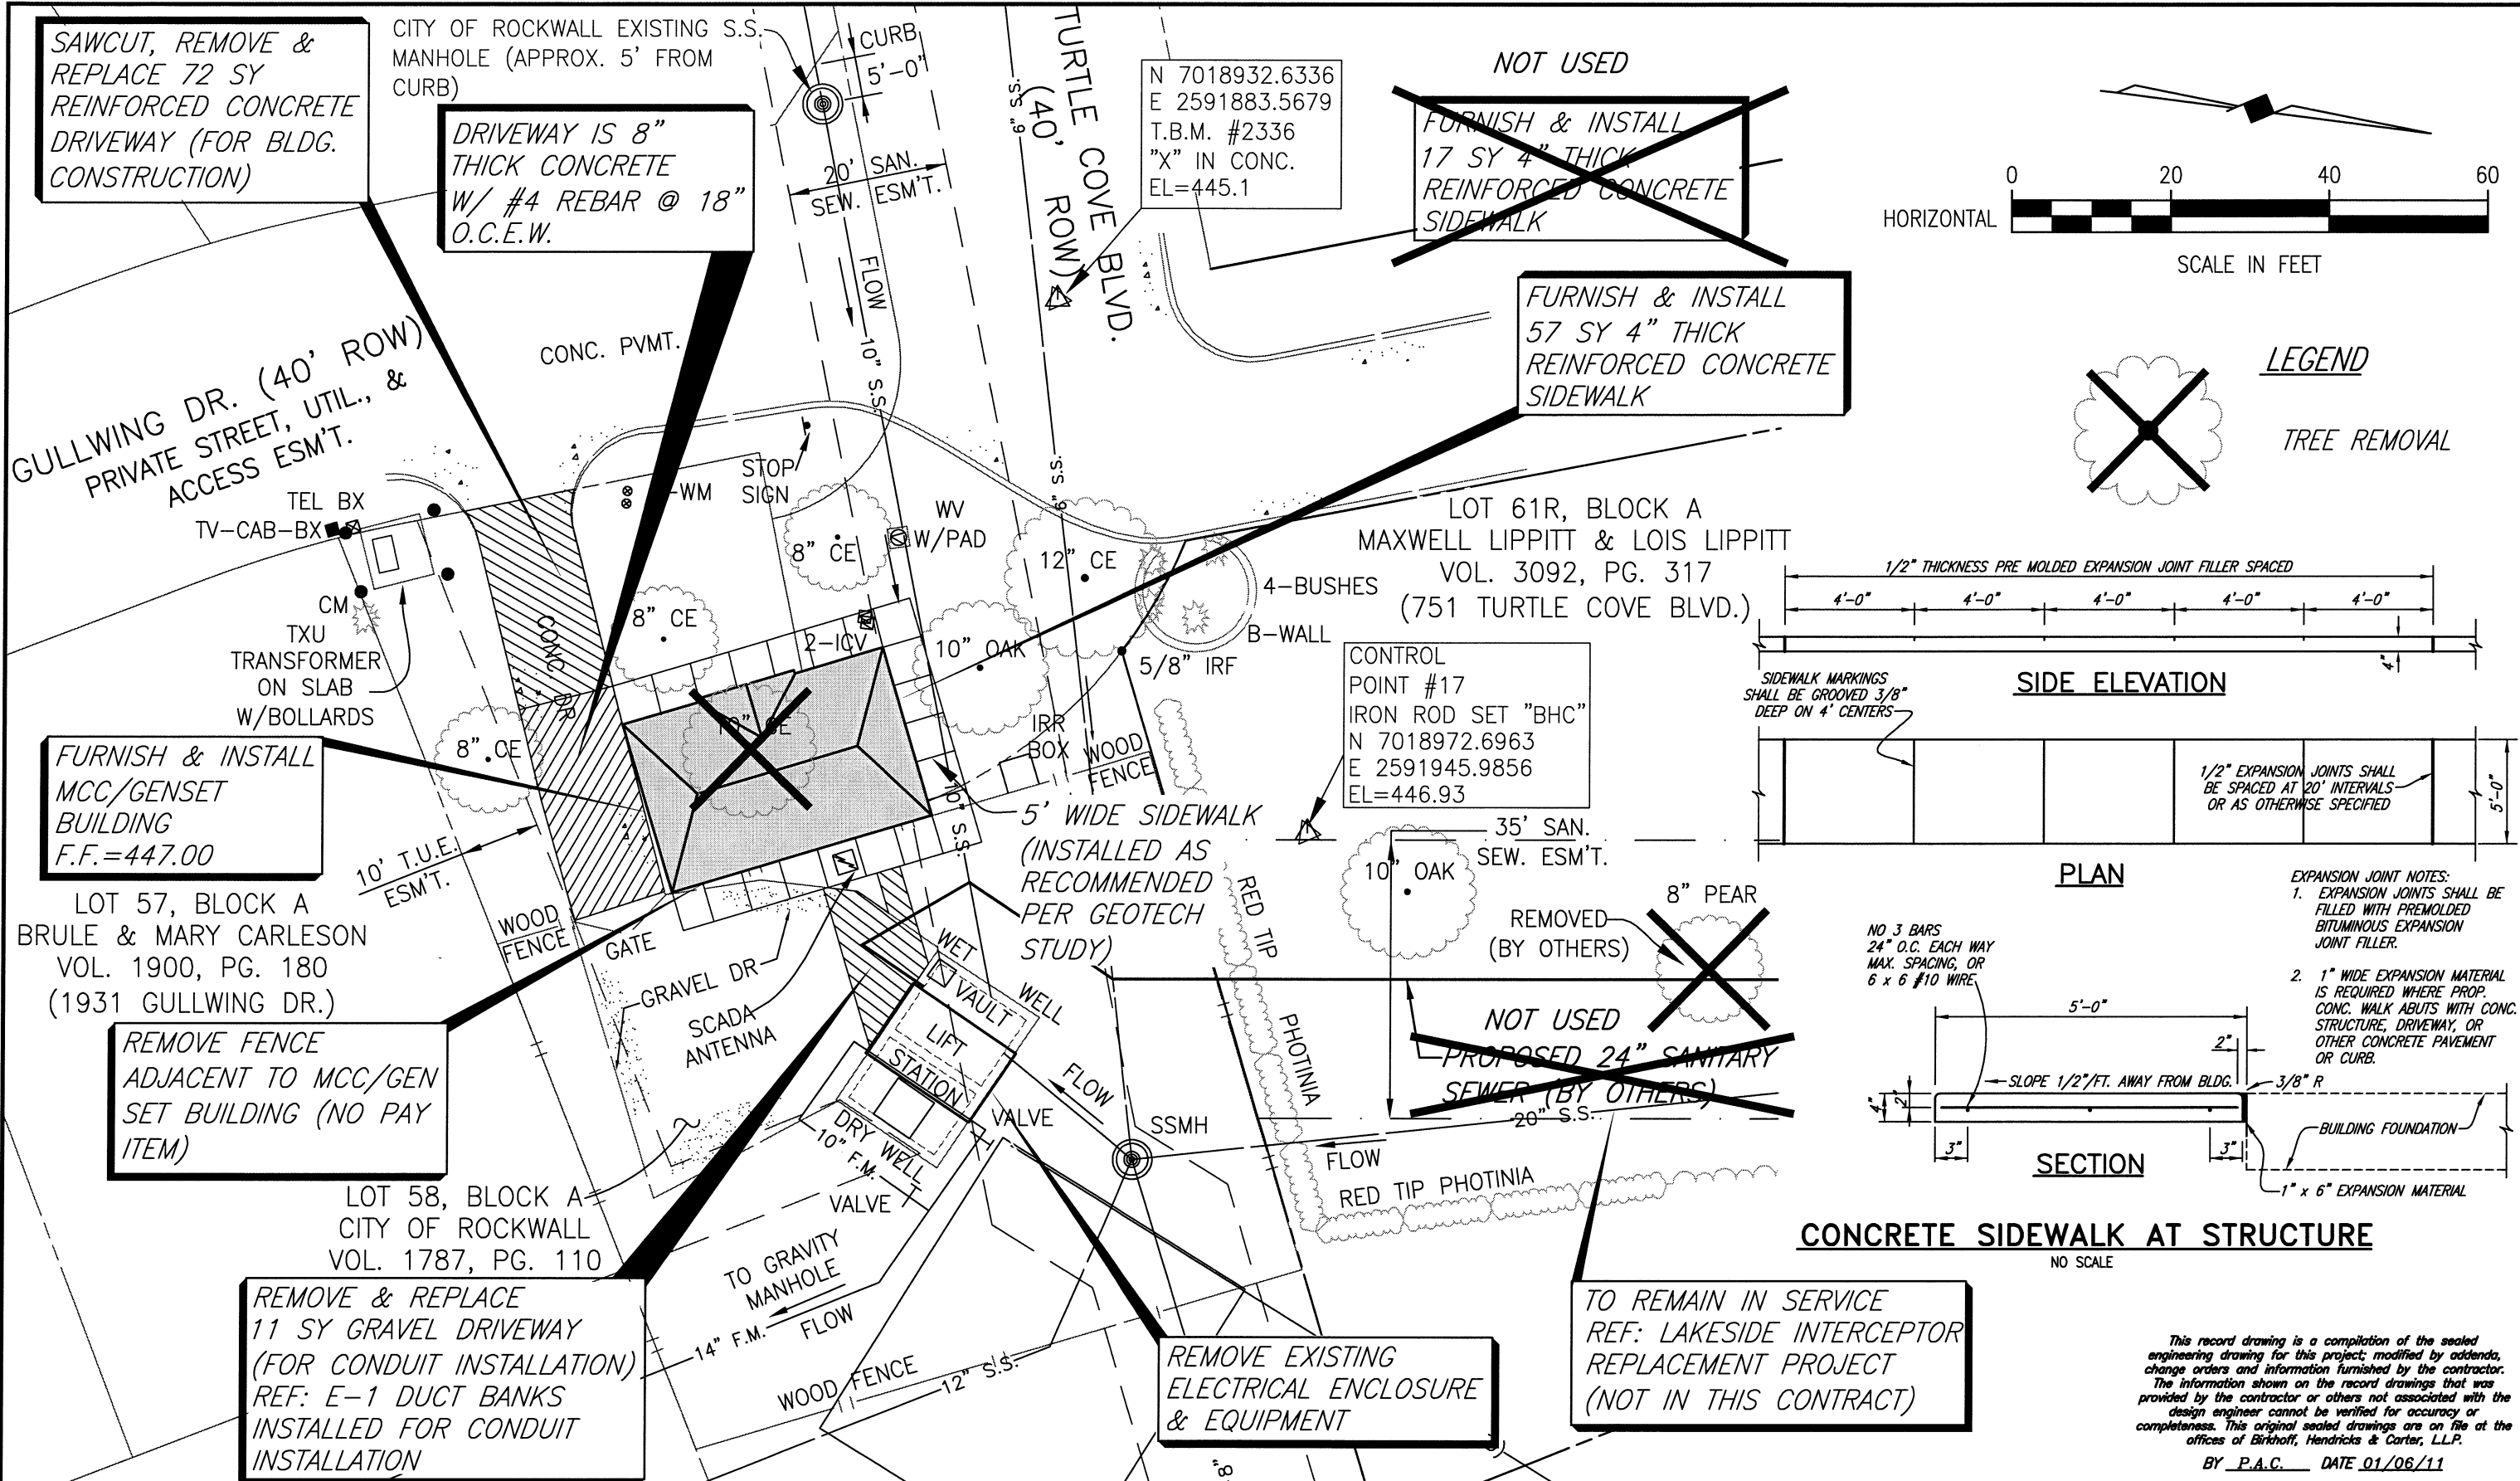 SAWCUT, REMOVE &
REPLACE 72 SY
REINFORCED CONCRETE
DRIVEWAY (FOR BLDG.
CONSTRUCTION)
CITY OF ROCKWALL EXISTING S.S.
MANHOLE (APPROX. 5' FROM
CURB)
CURB
5'-0"
DRIVEWAY IS 8"
THICK CONCRETE
W/ #4 REBAR @ 18"
O.C.E.W.
20' SAN.
SEW. ESM'T.
FLOW
10" S.S.
6" S.S.
TURTLE COVE BLVD.
(40' ROW)
N 7018932.6336
E 2591883.5679
T.B.M. #2336
"X" IN CONC.
EL=445.1
NOT USED
FURNISH & INSTALL
17 SY 4" THICK
REINFORCED CONCRETE
SIDEWALK
0 20 40 60
HORIZONTAL
SCALE IN FEET
FURNISH & INSTALL
57 SY 4" THICK
REINFORCED CONCRETE
SIDEWALK
LEGEND
TREE REMOVAL
GULLWING DR. (40' ROW)
PRIVATE STREET, UTIL., &
ACCESS ESM'T.
CONC. PVMT.
TEL BX
TV-CAB-BX
CM
TXU
TRANSFORMER
ON SLAB
W/BOLLARDS
CONC. DR
WM
STOP
SIGN
8" CE
WV
W/PAD
6" S.S.
12" CE
8" CE
2-ICV
10" OAK
4-BUSHES
B-WALL
5/8" IRF
LOT 61R, BLOCK A
MAXWELL LIPPITT & LOIS LIPPITT
VOL. 3092, PG. 317
(751 TURTLE COVE BLVD.)
CONTROL
POINT #17
IRON ROD SET "BHC"
N 7018972.6963
E 2591945.9856
EL=446.93
10" CE
8" CE
IRR
BOX
WOOD
FENCE
10" S.S.
FURNISH & INSTALL
MCC/GENSET
BUILDING
F.F.=447.00
10' T.U.E.
ESM'T.
5' WIDE SIDEWALK
(INSTALLED AS
RECOMMENDED
PER GEOTECH
STUDY)
35' SAN.
SEW. ESM'T.
10" OAK
8" PEAR
REMOVED
(BY OTHERS)
LOT 57, BLOCK A
BRULE & MARY CARLESON
VOL. 1900, PG. 180
(1931 GULLWING DR.)
WOOD
FENCE
GATE
GRAVEL DR
SCADA
ANTENNA
WET
WELL
VAULT
LIFT
STATION
DRY WELL
10" F.M.
VALVE
VALVE
FLOW
SSMH
RED TIP
PHOTINIA
NOT USED
PROPOSED 24" SANITARY
SEWER (BY OTHERS)
20" S.S.
FLOW
RED TIP PHOTINIA
REMOVE FENCE
ADJACENT TO MCC/GEN
SET BUILDING (NO PAY
ITEM)
LOT 58, BLOCK A
CITY OF ROCKWALL
VOL. 1787, PG. 110
TO GRAVITY
MANHOLE
FLOW
14" F.M.
WOOD FENCE
12" S.S.
8"
REMOVE & REPLACE
11 SY GRAVEL DRIVEWAY
(FOR CONDUIT INSTALLATION)
REF: E-1 DUCT BANKS
INSTALLED FOR CONDUIT
INSTALLATION
REMOVE EXISTING
ELECTRICAL ENCLOSURE
& EQUIPMENT
TO REMAIN IN SERVICE
REF: LAKESIDE INTERCEPTOR
REPLACEMENT PROJECT
(NOT IN THIS CONTRACT)
1/2" THICKNESS PRE MOLDED EXPANSION JOINT FILLER SPACED
4'-0" 4'-0" 4'-0" 4'-0" 4'-0"
4"
SIDE ELEVATION
SIDEWALK MARKINGS
SHALL BE GROOVED 3/8"
DEEP ON 4' CENTERS
1/2" EXPANSION JOINTS SHALL
BE SPACED AT 20' INTERVALS
OR AS OTHERWISE SPECIFIED
5'-0"
PLAN
EXPANSION JOINT NOTES:
1. EXPANSION JOINTS SHALL BE
FILLED WITH PREMOLDED
BITUMINOUS EXPANSION
JOINT FILLER.
2. 1" WIDE EXPANSION MATERIAL
IS REQUIRED WHERE PROP.
CONC. WALK ABUTS WITH CONC.
STRUCTURE, DRIVEWAY, OR
OTHER CONCRETE PAVEMENT
OR CURB.
NO 3 BARS
24" O.C. EACH WAY
MAX. SPACING, OR
6 x 6 #10 WIRE
5'-0"
2"
SLOPE 1/2"/FT. AWAY FROM BLDG.
3/8" R
4"
2"
3"
3"
BUILDING FOUNDATION
SECTION
1" x 6" EXPANSION MATERIAL
CONCRETE SIDEWALK AT STRUCTURE
NO SCALE
This record drawing is a compilation of the sealed
engineering drawing for this project; modified by addenda,
change orders and information furnished by the contractor.
The information shown on the record drawings that was
provided by the contractor or others not associated with the
design engineer cannot be verified for accuracy or
completeness. This original sealed drawings are on file at the
offices of Birkhoff, Hendricks & Carter, L.L.P.
BY P.A.C. DATE 01/06/11